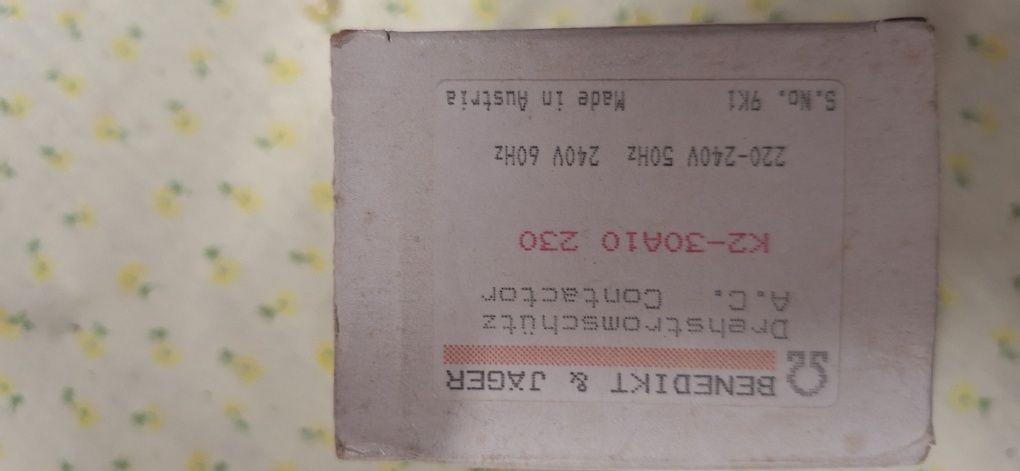 BENEDIKT & JÄGER
Drehstromschütz
A.C. Contactor
K2-30A10 230
220-240V 50Hz 240V 60Hz
S.No. 9K1 Made in Austria